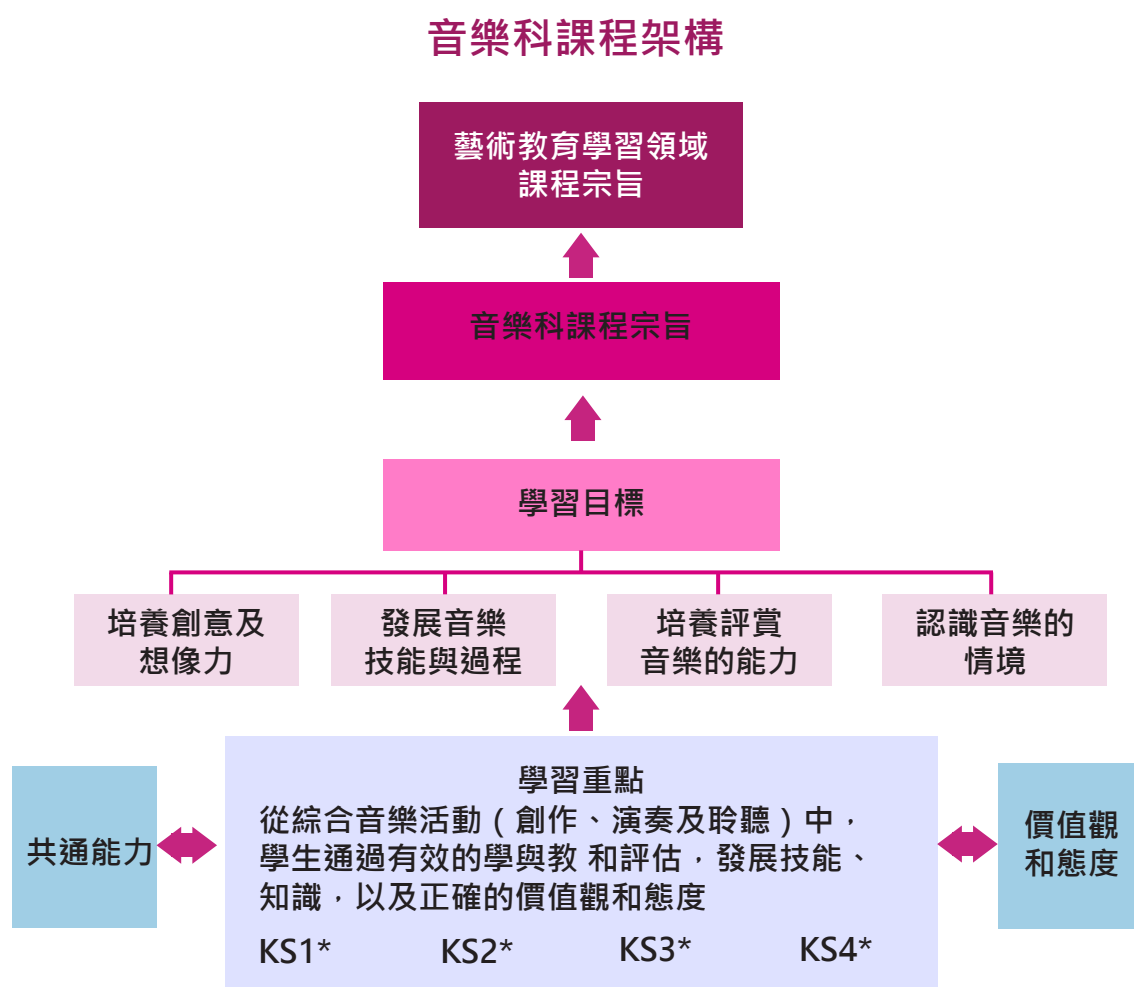 音樂科課程架構
藝術教育學習領域
課程宗旨
音樂科課程宗旨
學習目標
培養創意及
想像力
發展音樂
技能與過程
培養評賞
音樂的能力
認識音樂的
情境
共通能力
學習重點
從綜合音樂活動（創作、演奏及聆聽）中，
學生通過有效的學與教 和評估，發展技能、
知識，以及正確的價值觀和態度
KS1* KS2* KS3* KS4*
價值觀
和態度